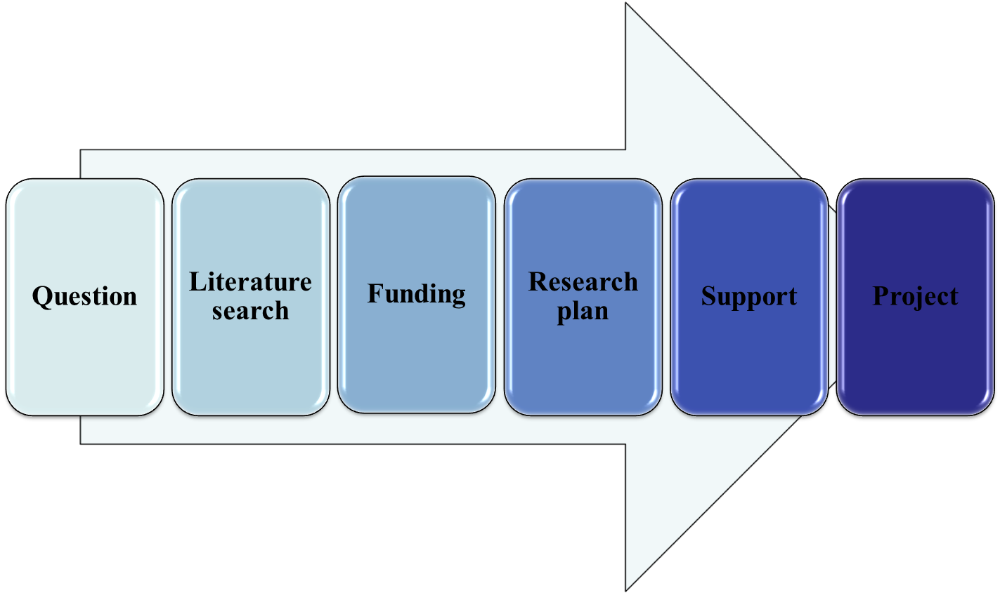 Question
Literature
search
Funding
Research
plan
Support
Project